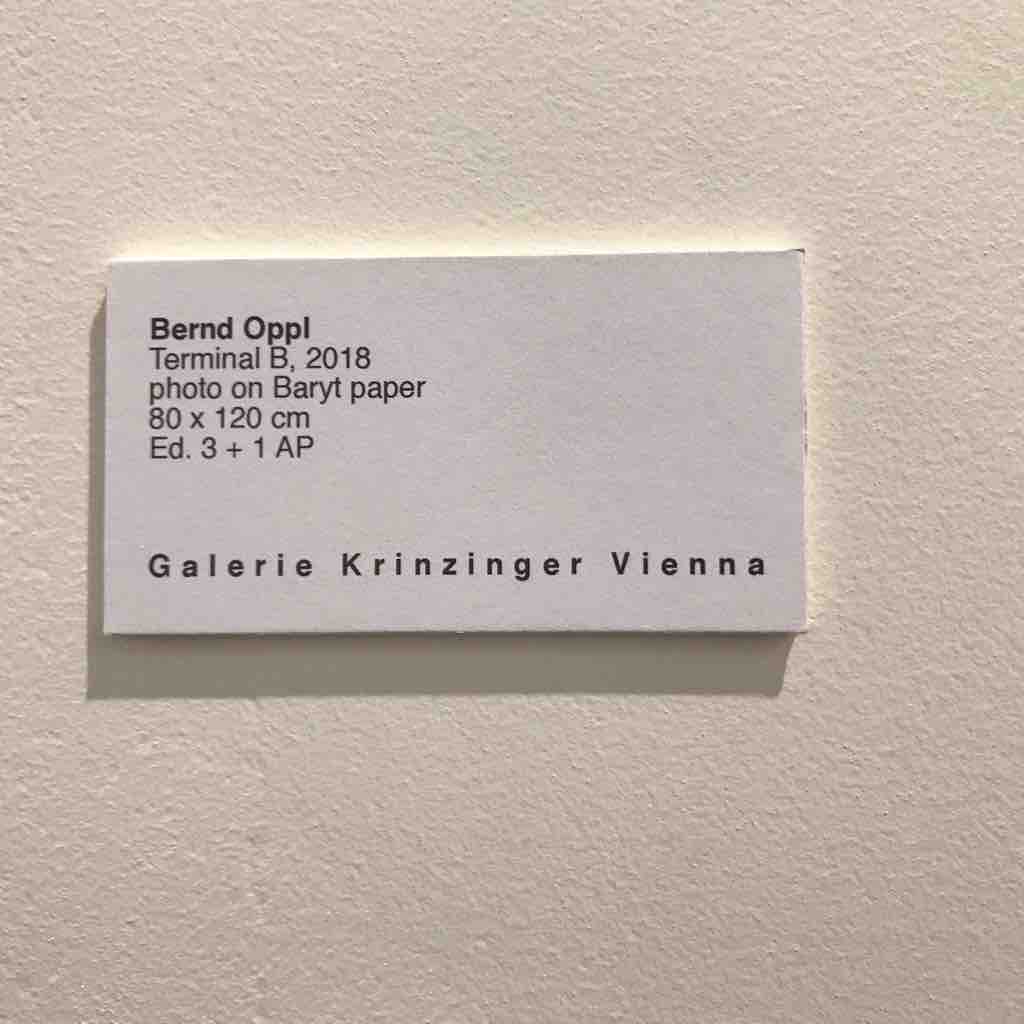 Bernd Oppl
Terminal B, 2018
photo on Baryt paper
80 x 120 cm
Ed. 3 + 1 AP
Galerie Krinzinger Vienna